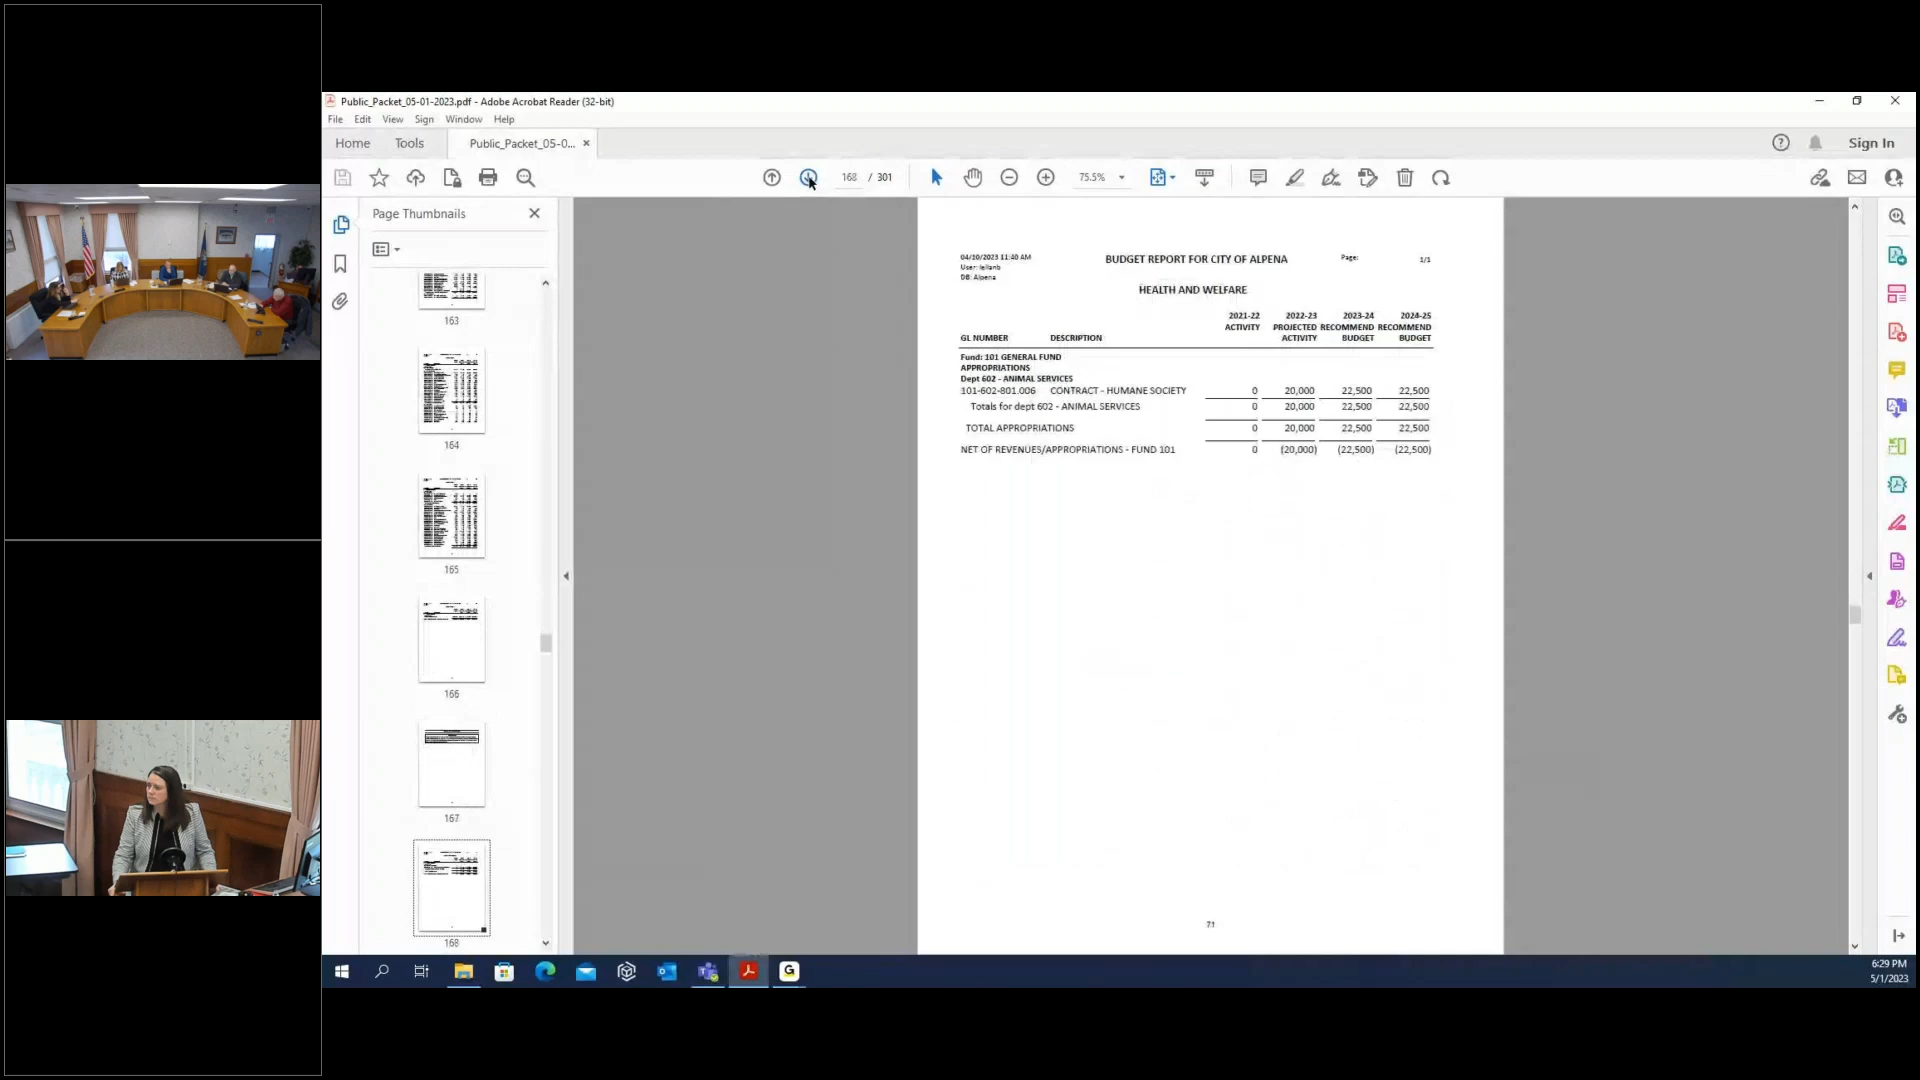 Public_Packet_05-01-2023.pdf - Adobe Acrobat Reader (32-bit)
File Edit View Sign Window Help
Home Tools Public_Packet_05-0... × Sign In
168 / 301 75.5%
Page Thumbnails
163
164
165
166
167
168
04/10/2023 11:40 AM BUDGET REPORT FOR CITY OF ALPENA Page: 1/1
DB: Alpena
HEALTH AND WELFARE
2021-22 2022-23 2023-24 2024-25
ACTIVITY PROJECTED RECOMMEND RECOMMEND
GL NUMBER DESCRIPTION ACTIVITY BUDGET BUDGET
Fund: 101 GENERAL FUND
APPROPRIATIONS
Dept 602 - ANIMAL SERVICES
101-602-801.006 CONTRACT - HUMANE SOCIETY 0 20,000 22,500 22,500
Totals for dept 602 - ANIMAL SERVICES 0 20,000 22,500 22,500
TOTAL APPROPRIATIONS 0 20,000 22,500 22,500
NET OF REVENUES/APPROPRIATIONS - FUND 101 0 (20,000) (22,500) (22,500)
71
6:29 PM
5/1/2023